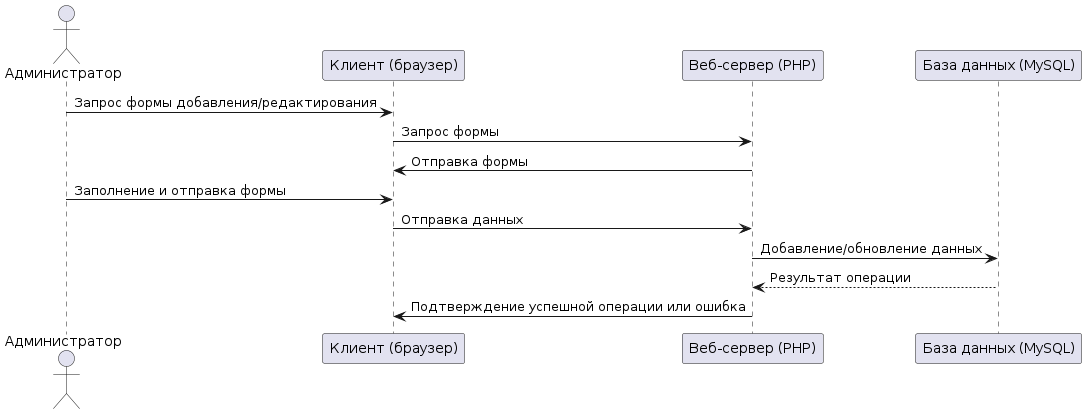 Администратор
Клиент (браузер)
Веб-сервер (PHP)
База данных (MySQL)
Запрос формы добавления/редактирования
Запрос формы
Отправка формы
Заполнение и отправка формы
Отправка данных
Добавление/обновление данных
Результат операции
Подтверждение успешной операции или ошибка
Администратор
Клиент (браузер)
Веб-сервер (PHP)
База данных (MySQL)